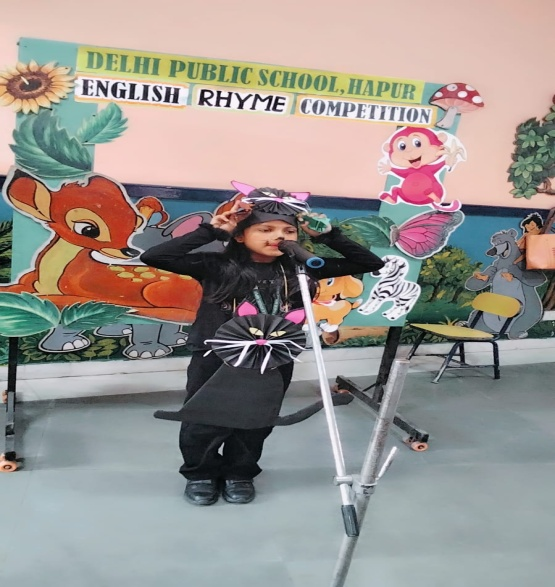 DELHI PUBLIC SCHOOL, HAPUR
ENGLISH RHYME COMPETITION